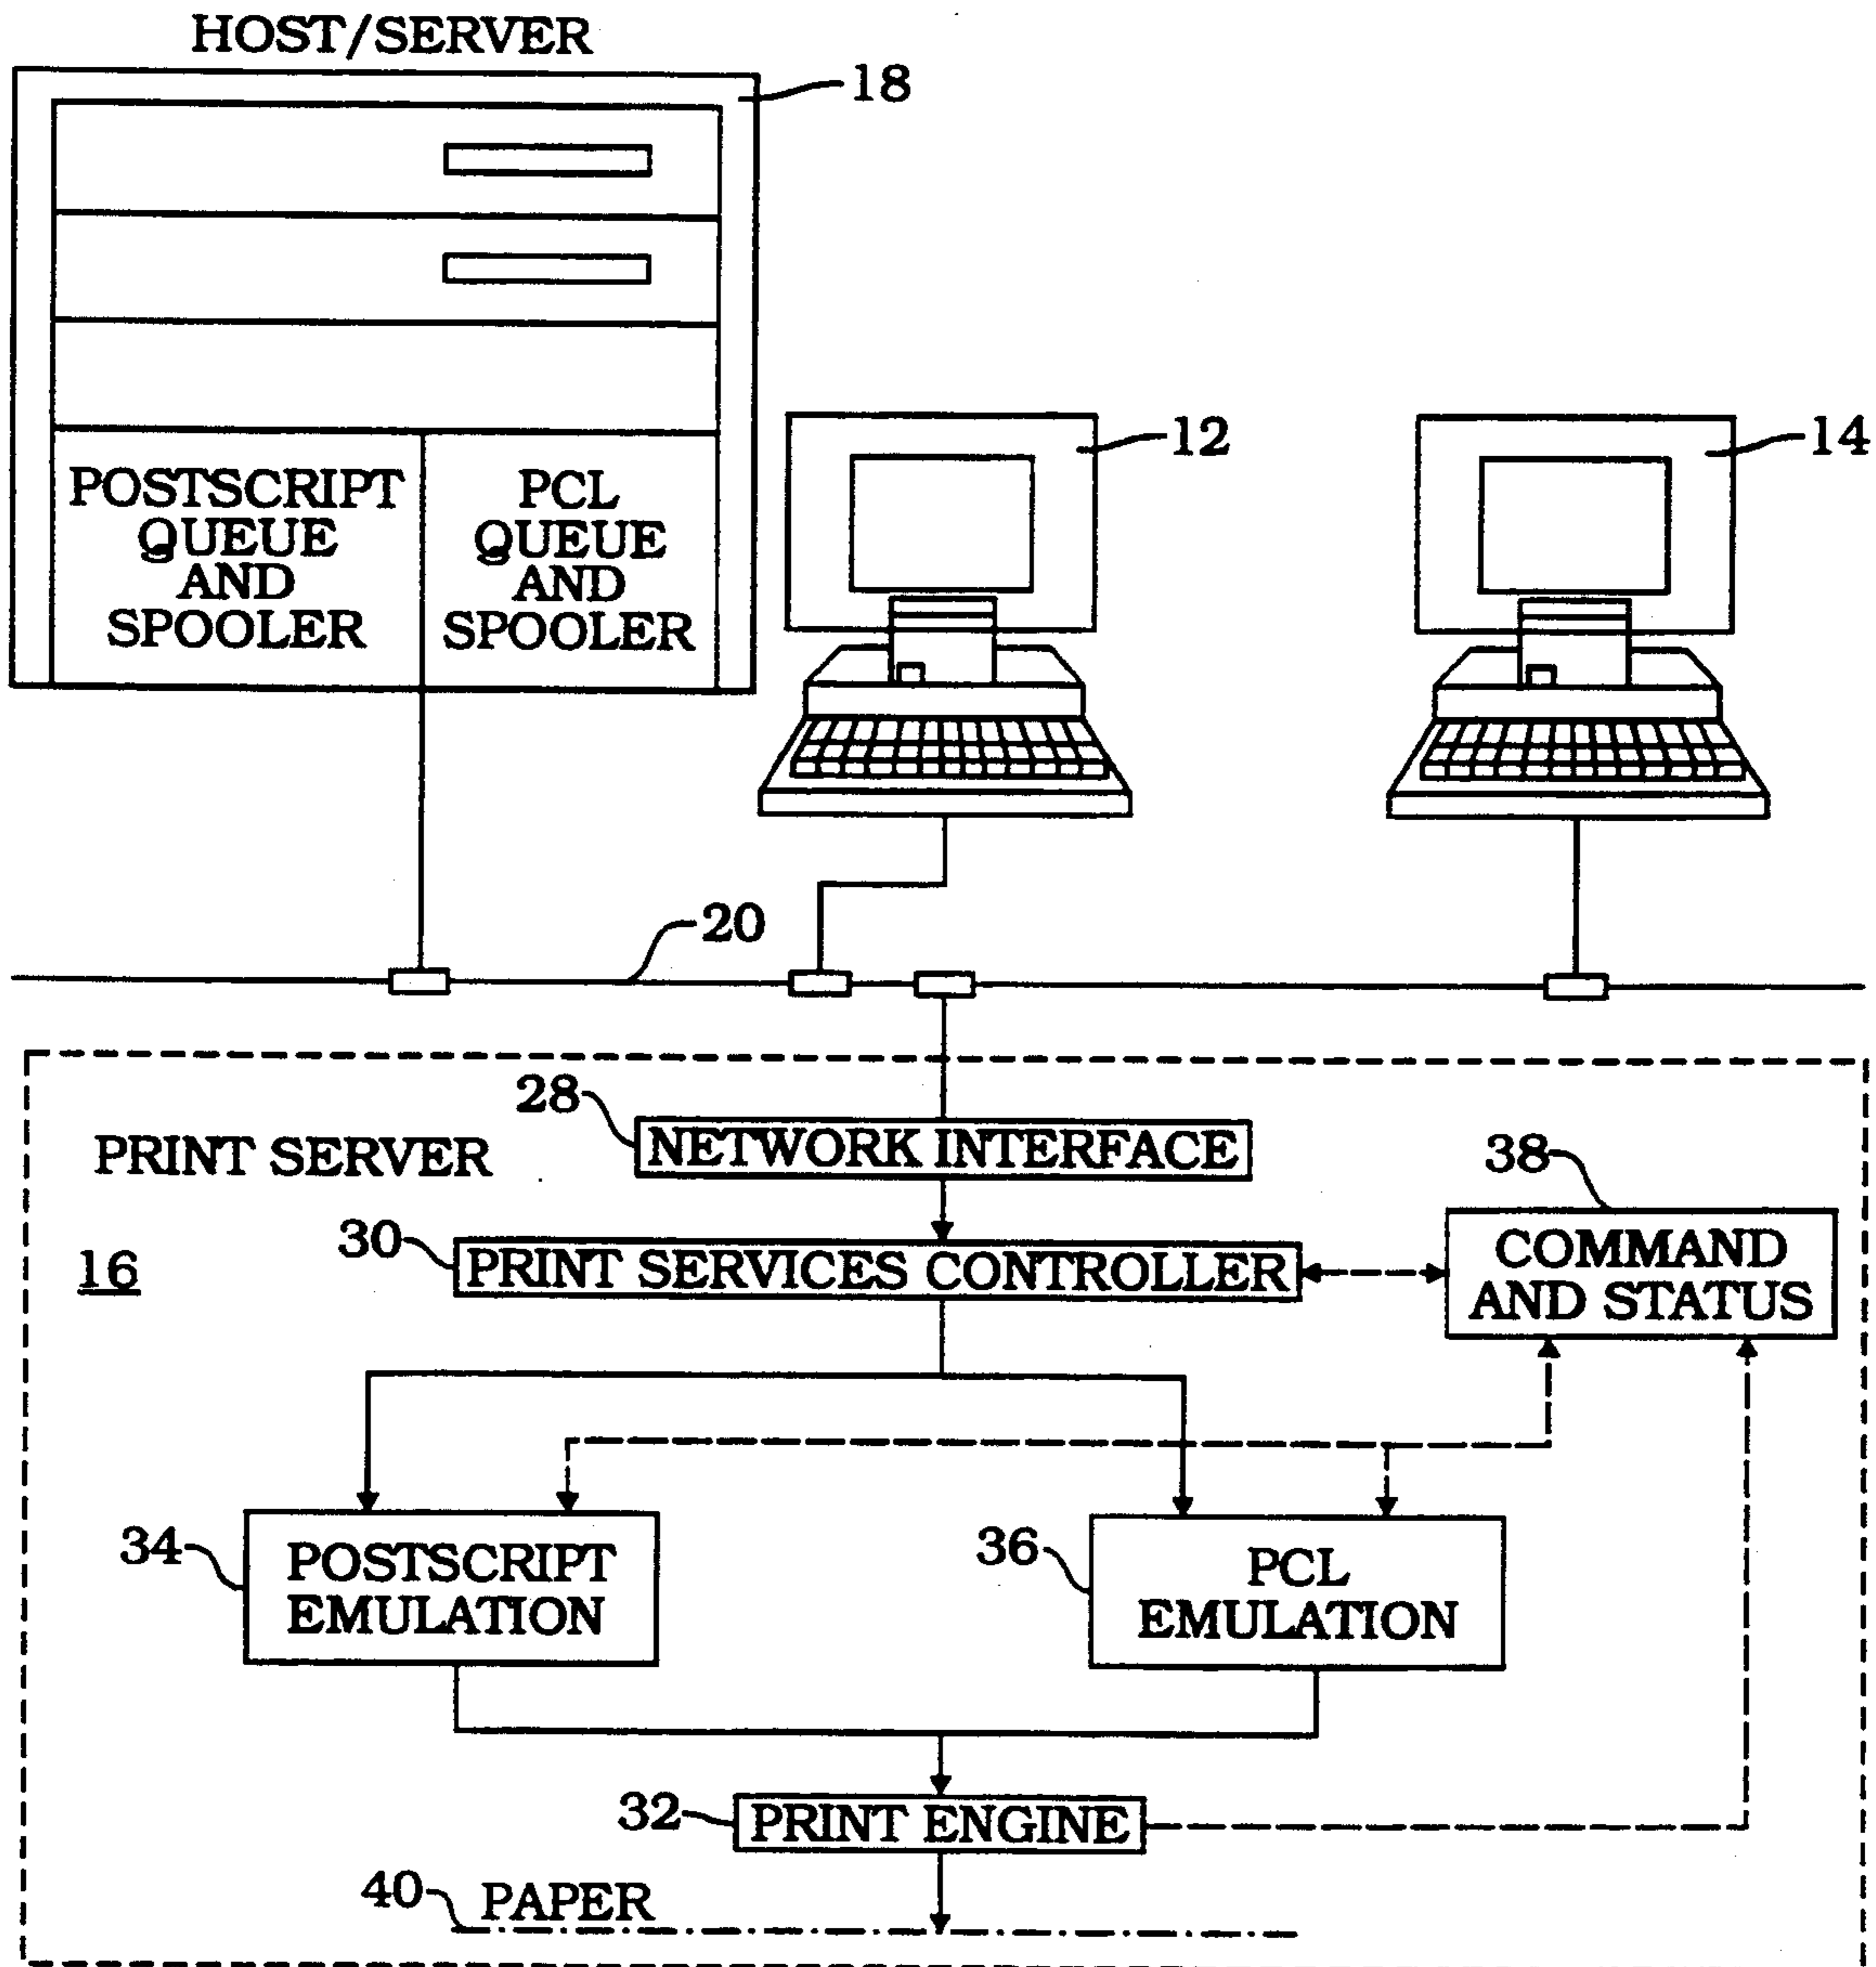 HOST/SERVER
18
POSTSCRIPT
QUEUE
AND
SPOOLER
PCL
QUEUE
AND
SPOOLER
12
14
20
28
NETWORK INTERFACE
PRINT SERVER
38
30
PRINT SERVICES CONTROLLER
COMMAND
AND STATUS
16
34
POSTSCRIPT
EMULATION
36
PCL
EMULATION
32
PRINT ENGINE
40
PAPER